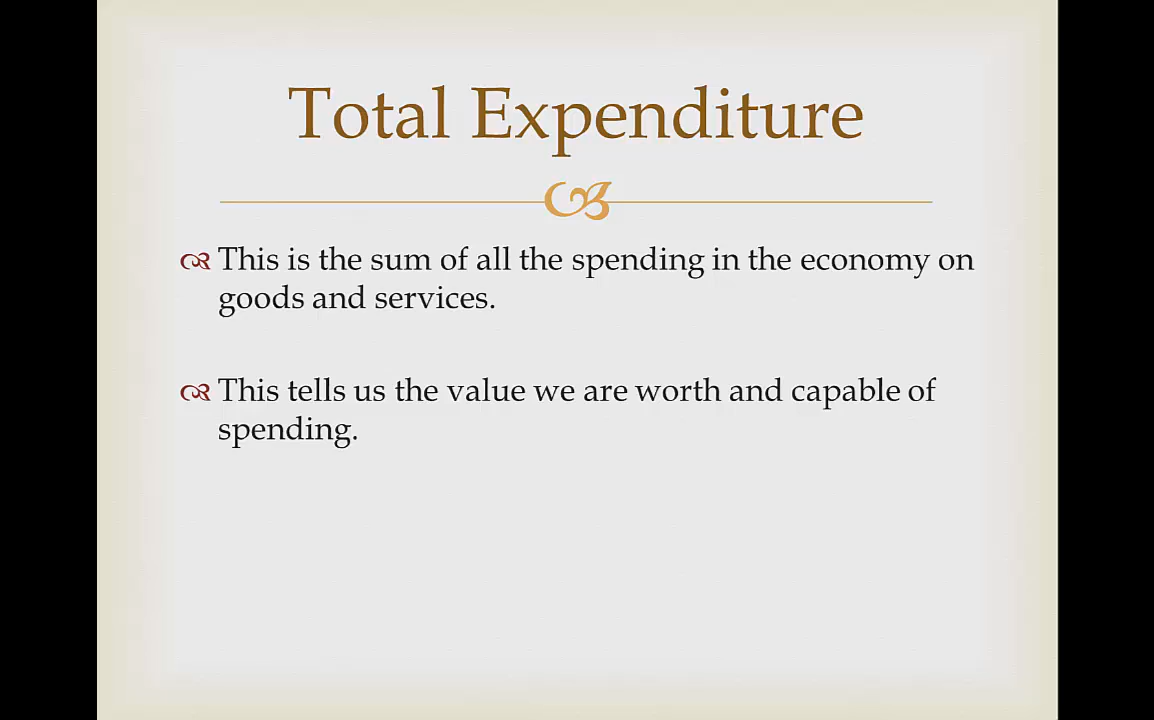 Total Expenditure
This is the sum of all the spending in the economy on
goods and services.
This tells us the value we are worth and capable of
spending.